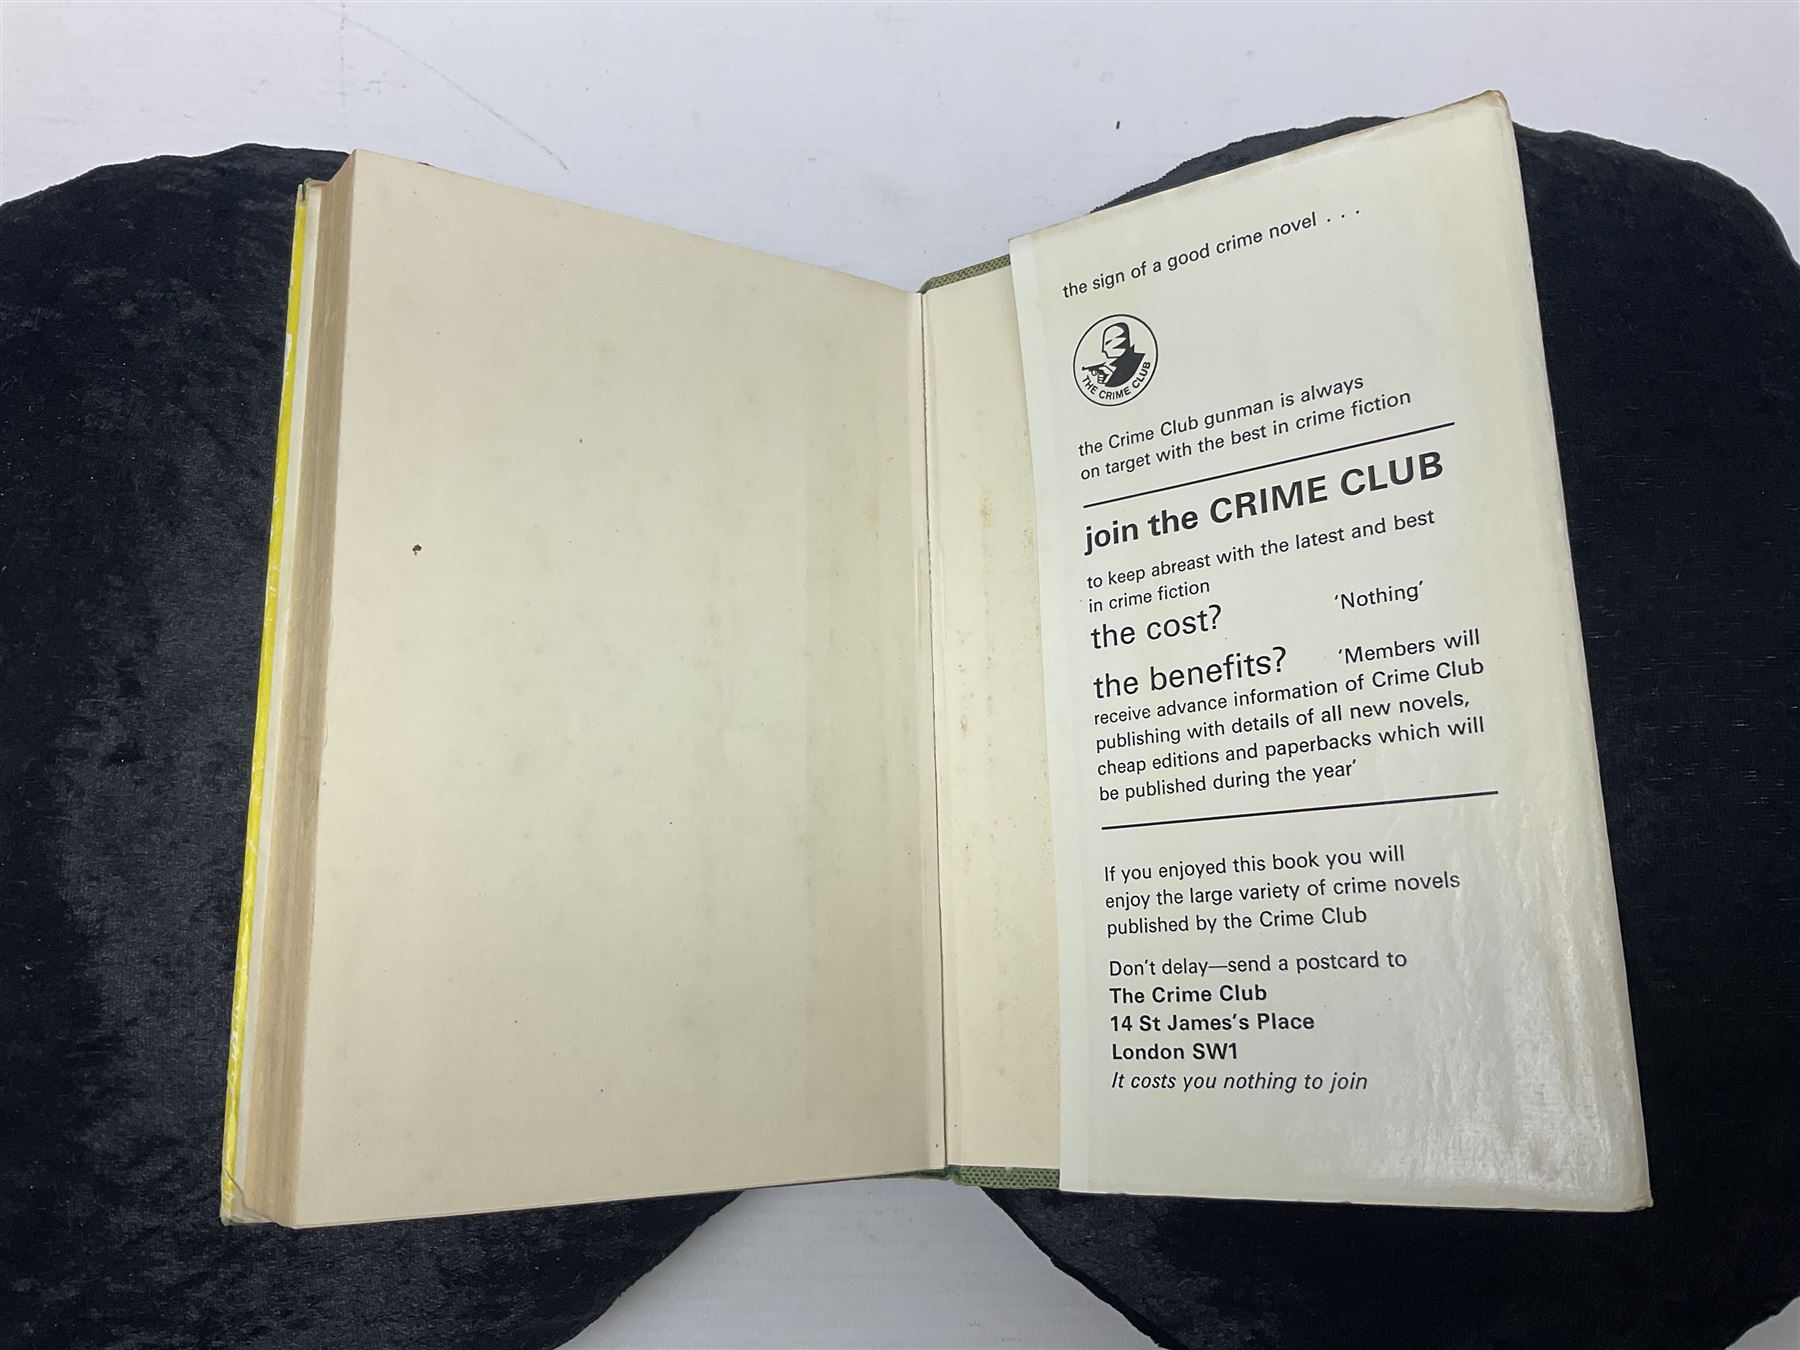 the sign of a good crime novel . . .
THE CRIME CLUB
the Crime Club gunman is always
on target with the best in crime fiction
join the CRIME CLUB
to keep abreast with the latest and best
in crime fiction
the cost? 'Nothing'
the benefits? 'Members will
receive advance information of Crime Club
publishing with details of all new novels,
cheap editions and paperbacks which will
be published during the year'
If you enjoyed this book you will
enjoy the large variety of crime novels
published by the Crime Club
Don't delay—send a postcard to
The Crime Club
14 St James's Place
London SW1
It costs you nothing to join